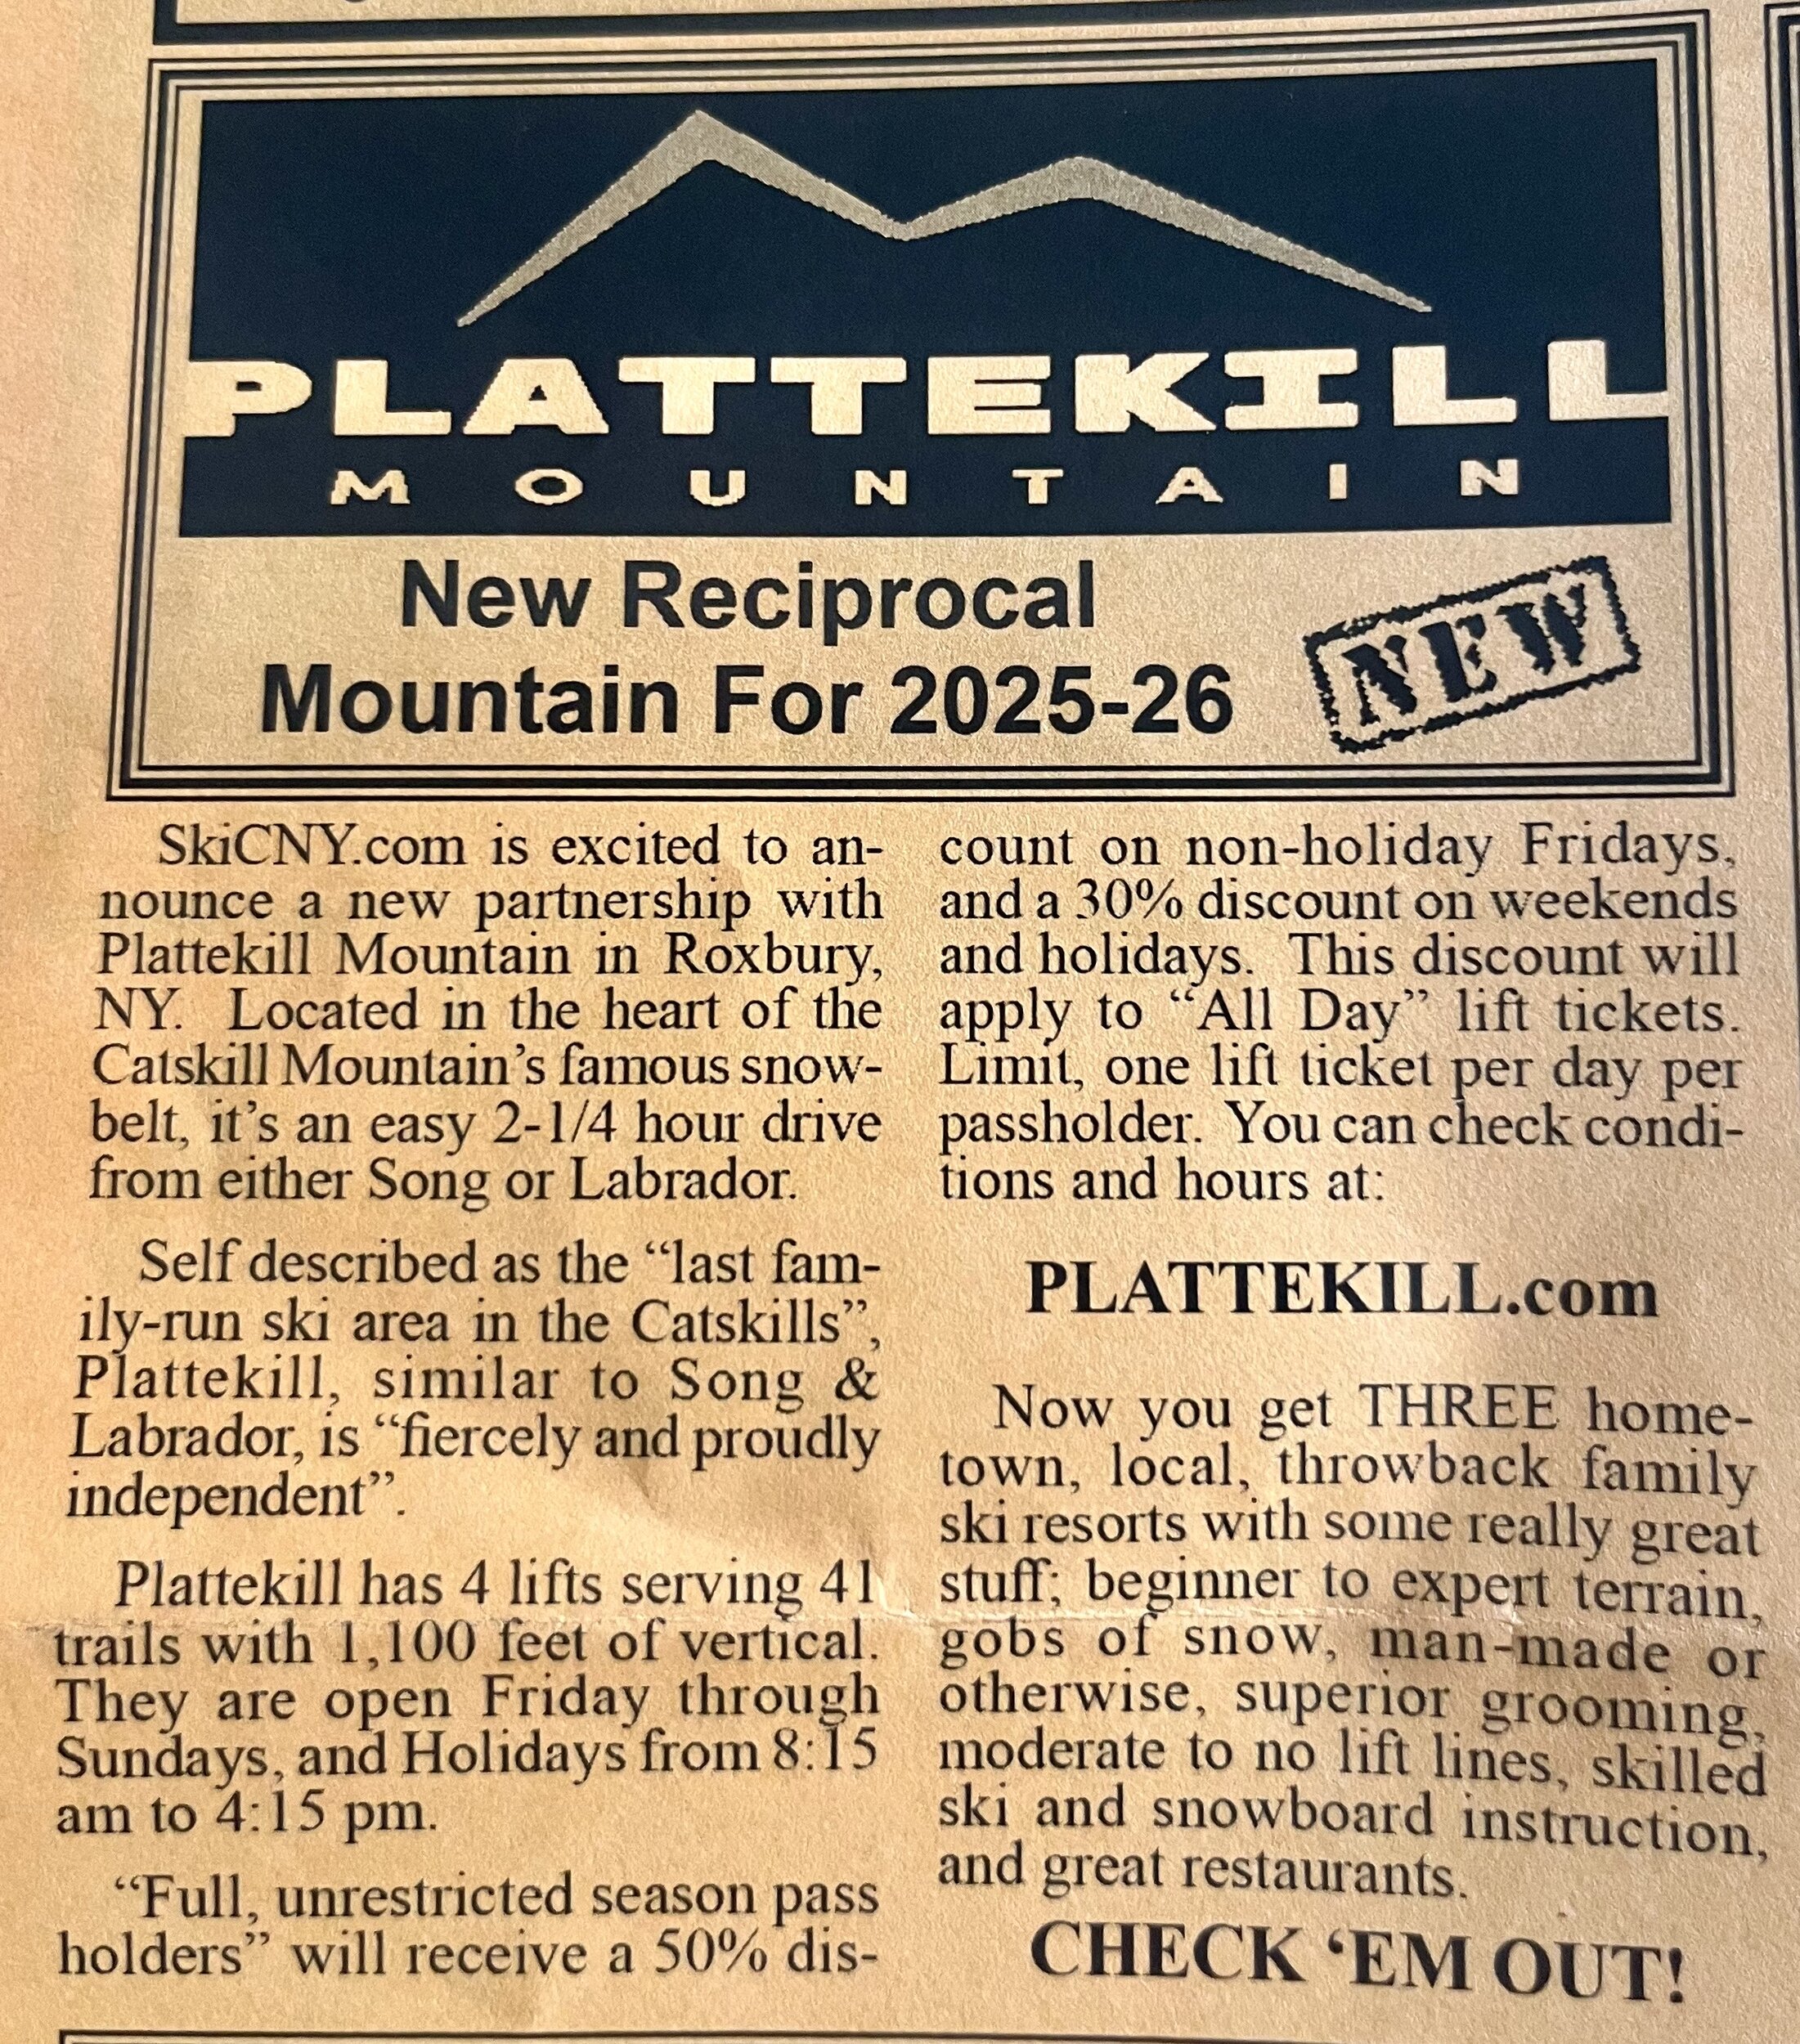 PLATTEKILL
MOUNTAIN
New Reciprocal
Mountain For 2025-26
NEW
SkiCNY.com is excited to an-
nounce a new partnership with
Plattekill Mountain in Roxbury,
NY.  Located in the heart of the
Catskill Mountain’s famous snow-
belt, it’s an easy 2-1/4 hour drive
from either Song or Labrador.
Self described as the “last fam-
ily-run ski area in the Catskills”,
Plattekill, similar to Song &
Labrador, is “fiercely and proudly
independent”.
Plattekill has 4 lifts serving 41
trails with 1,100 feet of vertical.
They are open Friday through
Sundays, and Holidays from 8:15
am to 4:15 pm.
“Full, unrestricted season pass
holders” will receive a 50% dis-
count on non-holiday Fridays,
and a 30% discount on weekends
and holidays.  This discount will
apply to “All Day” lift tickets.
Limit, one lift ticket per day per
passholder.  You can check condi-
tions and hours at:
PLATTEKILL.com
Now you get THREE home-
town, local, throwback family
ski resorts with some really great
stuff; beginner to expert terrain,
gobs of snow, man-made or
otherwise, superior grooming,
moderate to no lift lines, skilled
ski and snowboard instruction,
and great restaurants.
CHECK ‘EM OUT!